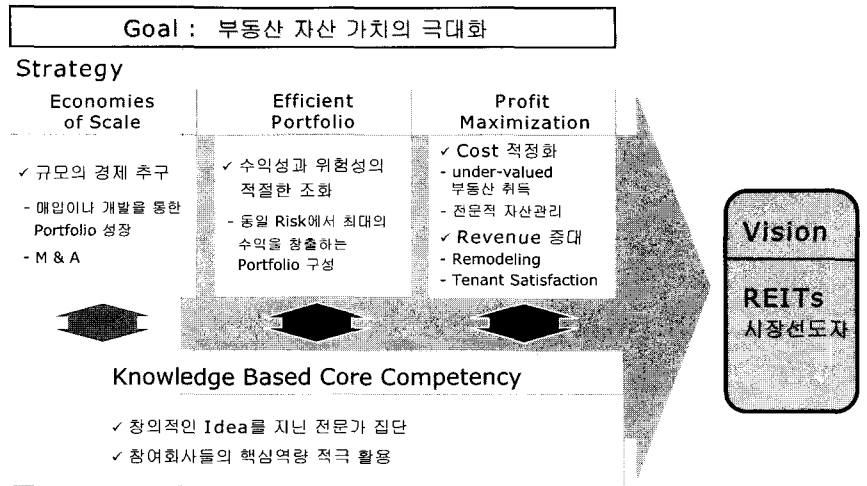 Goal : 부동산 자산 가치의 극대화
Strategy
Economies
of Scale
✓ 규모의 경제 추구
- 매입이나 개발을 통한
Portfolio 성장
- M & A
Efficient
Portfolio
✓ 수익성과 위험성의
적절한 조화
- 동일 Risk에서 최대의
수익을 창출하는
Portfolio 구성
Profit
Maximization
✓ Cost 적정화
- under-valued
부동산 취득
- 전문적 자산관리
✓ Revenue 증대
- Remodeling
- Tenant Satisfaction
Knowledge Based Core Competency
✓ 창의적인 Idea를 지닌 전문가 집단
✓ 참여회사들의 핵심역량 적극 활용
Vision
REITs
시장선도자